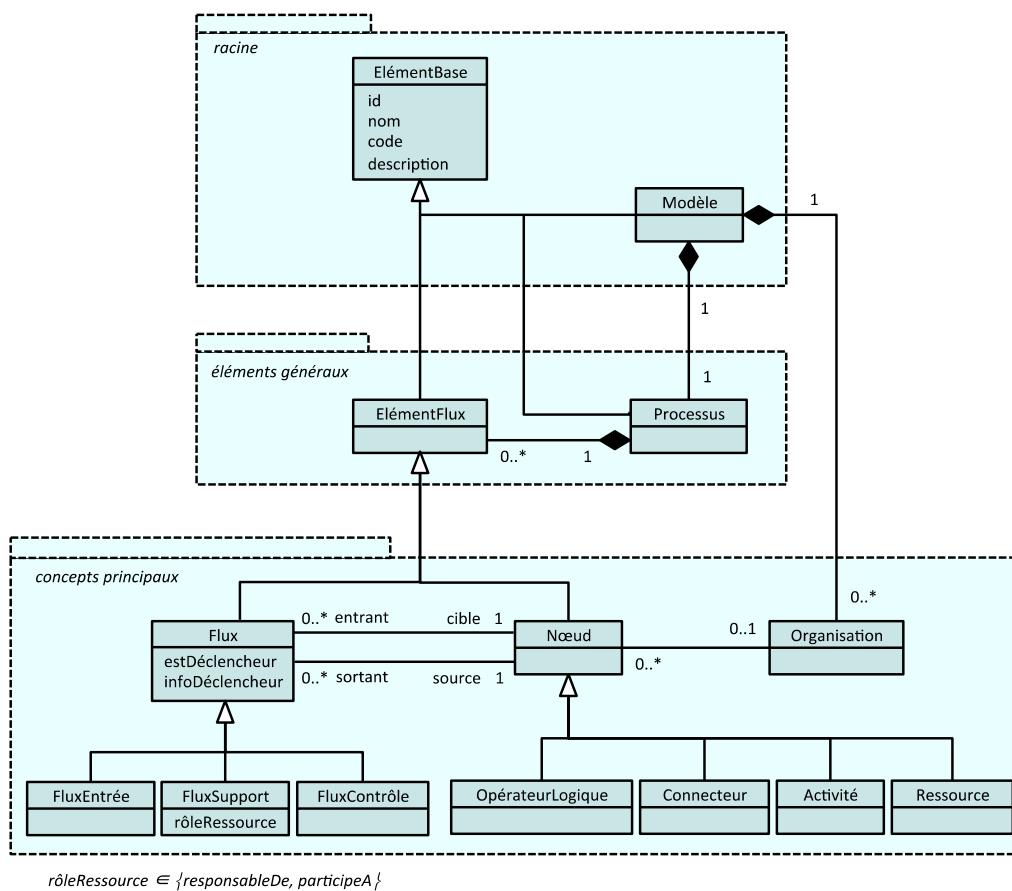 racine
ElémentBase
id
nom
code
description
Modèle
1
1
éléments généraux
1
ElémentFlux
Processus
0..*
1
concepts principaux
0..*
0..* entrant
cible 1
Flux
Nœud
0..1
Organisation
estDéclencheur
infoDéclencheur
0..* sortant
source 1
0..*
FluxEntrée
FluxSupport
FluxContrôle
OpérateurLogique
Connecteur
Activité
Ressource
rôleRessource
rôleRessource ∈ {responsableDe, participeA}